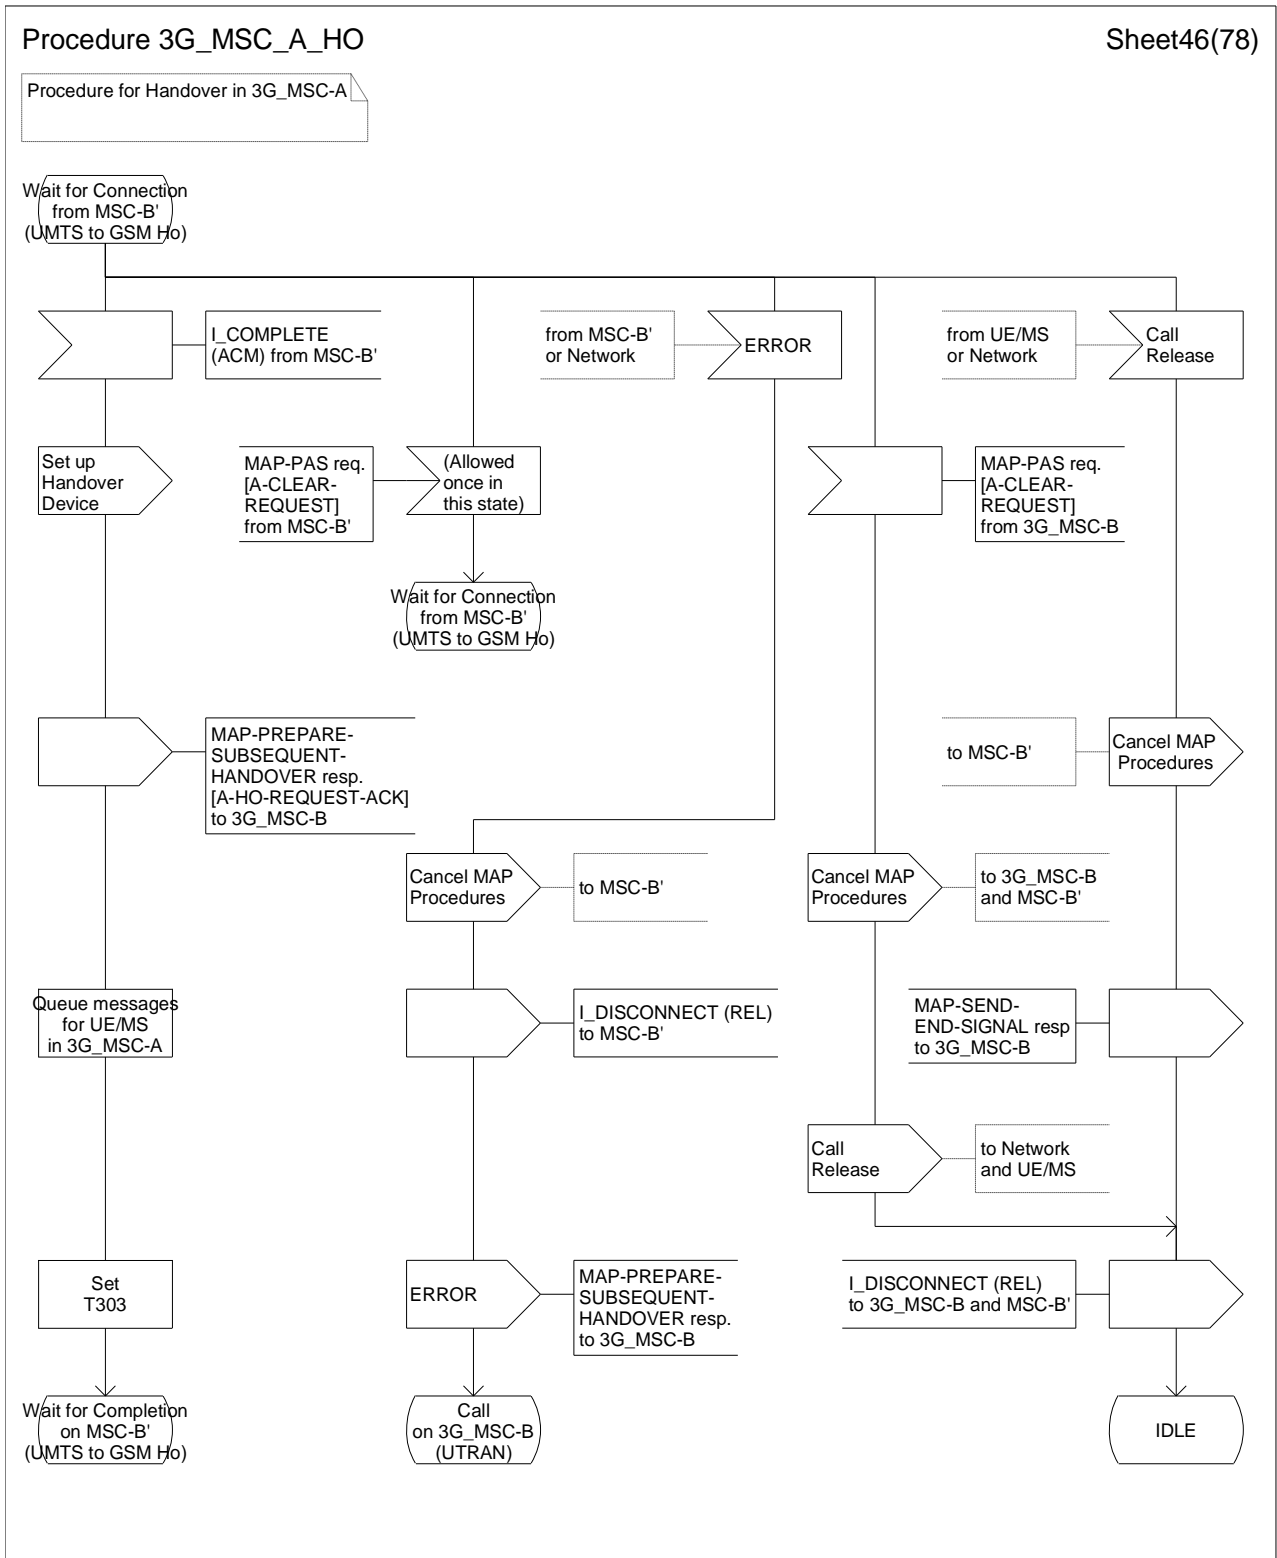 Procedure 3G_MSC_A_HO
Sheet46(78)
Procedure for Handover in 3G_MSC-A
Wait for Connection
from MSC-B'
(UMTS to GSM Ho)
I_COMPLETE
(ACM) from MSC-B'
from MSC-B'
or Network
ERROR
from UE/MS
or Network
Call
Release
Set up
Handover
Device
MAP-PAS req.
[A-CLEAR-
REQUEST]
from MSC-B'
(Allowed
once in
this state)
MAP-PAS req.
[A-CLEAR-
REQUEST]
from 3G_MSC-B
Wait for Connection
from MSC-B'
(UMTS to GSM Ho)
MAP-PREPARE-
SUBSEQUENT-
HANDOVER resp.
[A-HO-REQUEST-ACK]
to 3G_MSC-B
to MSC-B'
Cancel MAP
Procedures
Cancel MAP
Procedures
to MSC-B'
Cancel MAP
Procedures
to 3G_MSC-B
and MSC-B'
Queue messages
for UE/MS
in 3G_MSC-A
I_DISCONNECT (REL)
to MSC-B'
MAP-SEND-
END-SIGNAL resp
to 3G_MSC-B
Call
Release
to Network
and UE/MS
Set
T303
ERROR
MAP-PREPARE-
SUBSEQUENT-
HANDOVER resp.
to 3G_MSC-B
I_DISCONNECT (REL)
to 3G_MSC-B and MSC-B'
Wait for Completion
on MSC-B'
(UMTS to GSM Ho)
Call
on 3G_MSC-B
(UTRAN)
IDLE